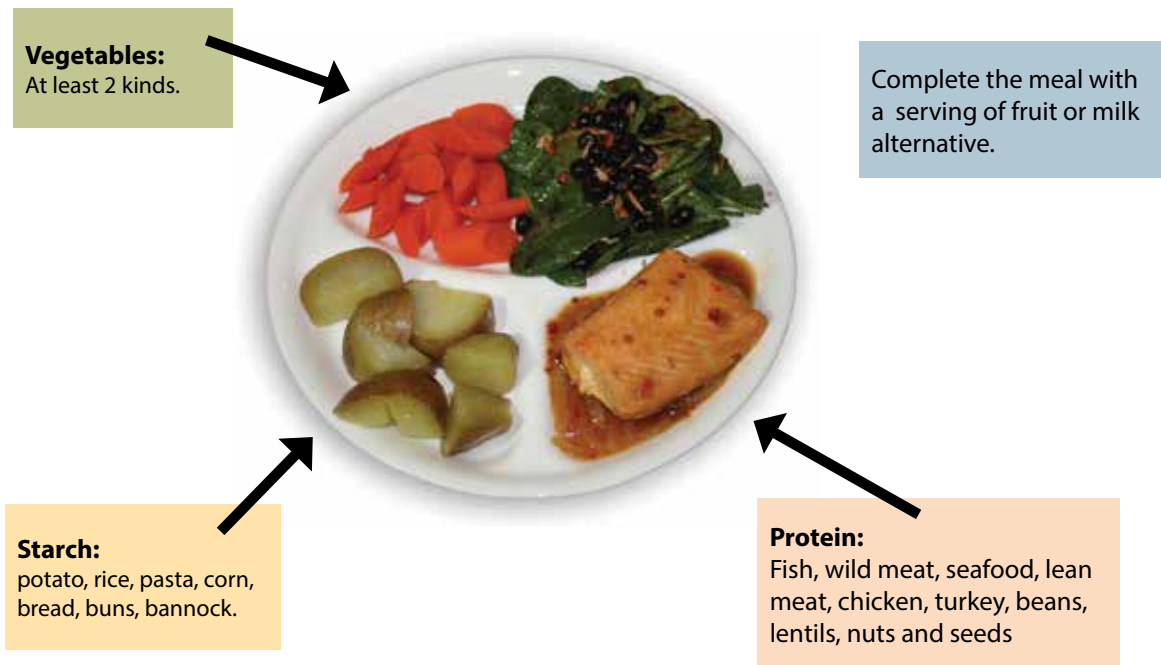 Vegetables:
At least 2 kinds.
Complete the meal with
a serving of fruit or milk
alternative.
Starch:
potato, rice, pasta, corn,
bread, buns, bannock.
Protein:
Fish, wild meat, seafood, lean
meat, chicken, turkey, beans,
lentils, nuts and seeds